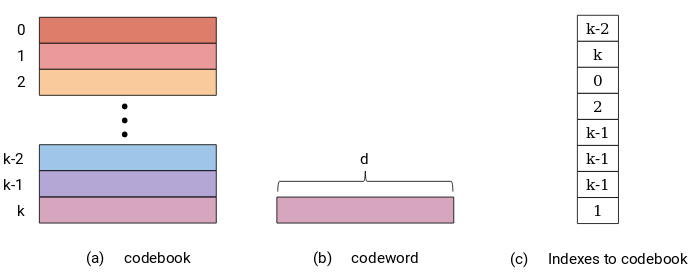 0
1
2
k-2
k-1
k
d
k-2
k
0
2
k-1
k-1
k-1
1
(a) codebook
(b) codeword
(c) Indexes to codebook